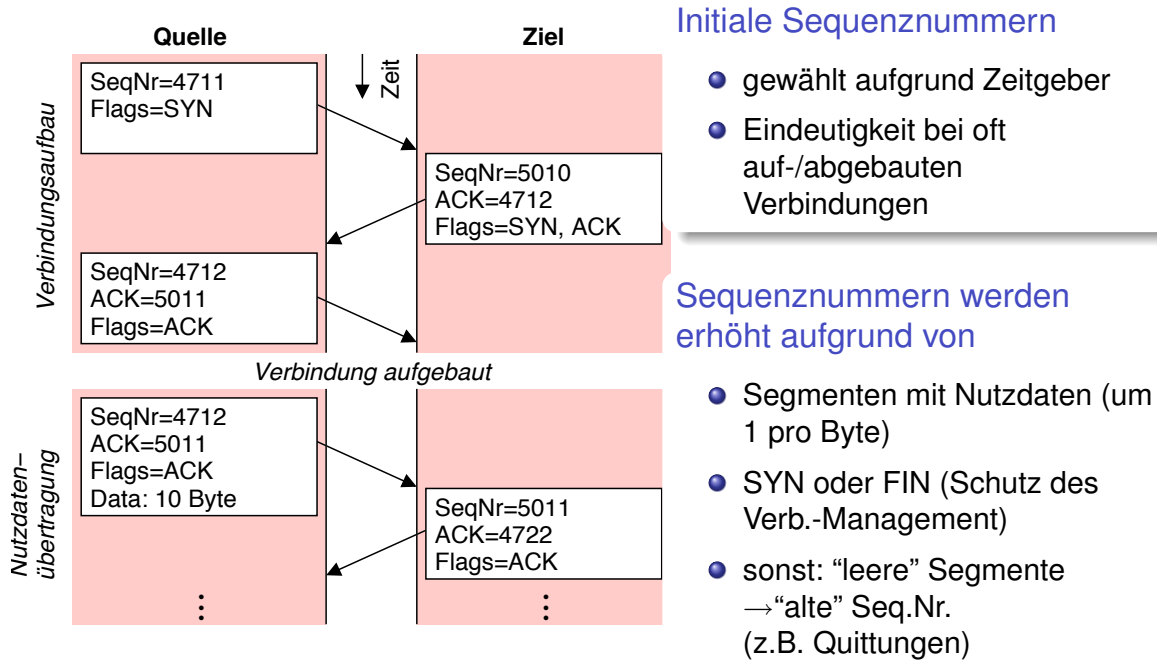 Quelle
Ziel
Zeit
Verbindungsaufbau
SeqNr=4711
Flags=SYN
SeqNr=5010
ACK=4712
Flags=SYN, ACK
SeqNr=4712
ACK=5011
Flags=ACK
Verbindung aufgebaut
Nutzdaten–
übertragung
SeqNr=4712
ACK=5011
Flags=ACK
Data: 10 Byte
SeqNr=5011
ACK=4722
Flags=ACK
Initiale Sequenznummern
gewählt aufgrund Zeitgeber
Eindeutigkeit bei oft
auf-/abgebauten
Verbindungen
Sequenznummern werden
erhöht aufgrund von
Segmenten mit Nutzdaten (um
1 pro Byte)
SYN oder FIN (Schutz des
Verb.-Management)
sonst: “leere” Segmente
→“alte” Seq.Nr.
(z.B. Quittungen)